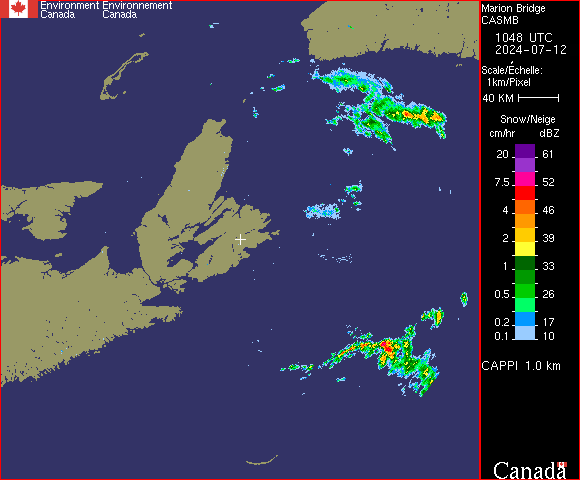 Environment Environnement
Canada Canada
Marion Bridge
CASMB
1048 UTC
2024-07-12
Scale/Echelle:
1km/Pixel
40 KM
Snow/Neige
cm/hr dBZ
20 61
7.5 52
4 46
2 39
1 33
0.5 26
0.2 17
0.1 10
CAPPI 1.0 km
Canada